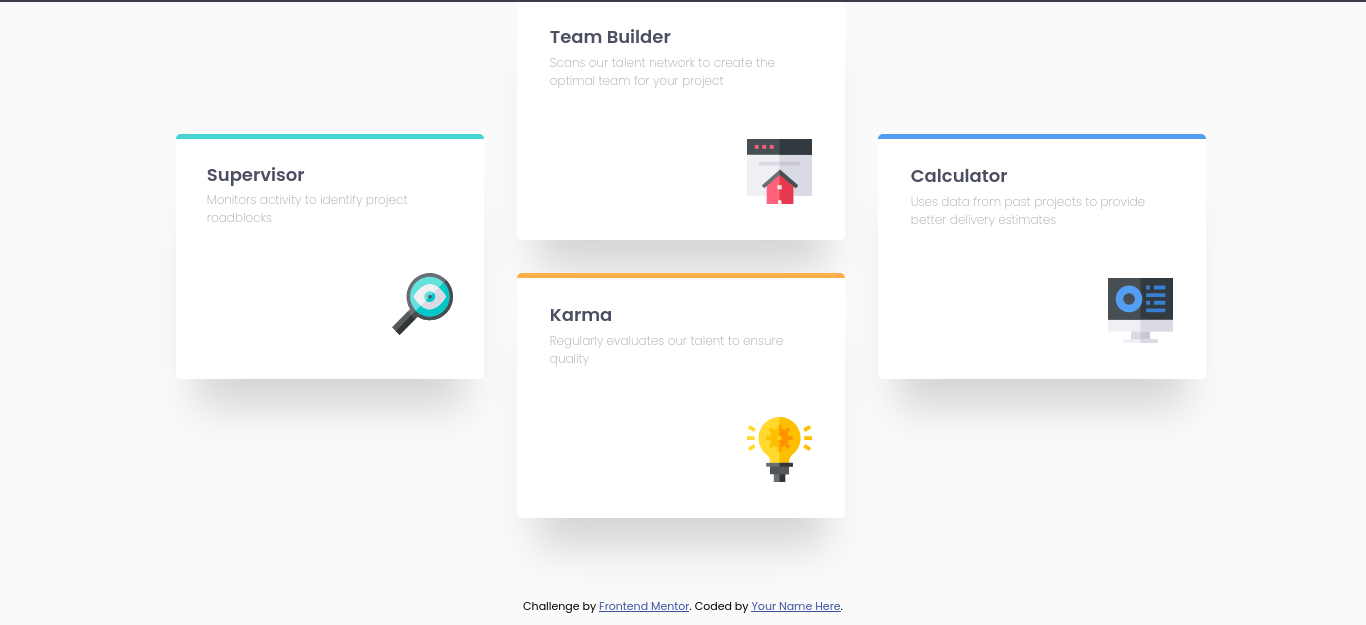 Team Builder
Scans our talent network to create the
optimal team for your project
Supervisor
Monitors activity to identify project
roadblocks
Calculator
Uses data from past projects to provide
better delivery estimates
Karma
Regularly evaluates our talent to ensure
quality
Challenge by Frontend Mentor. Coded by Your Name Here.